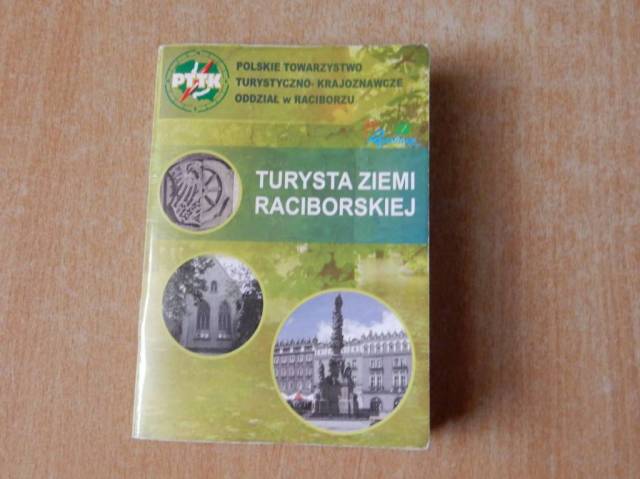 PTTK
POLSKIE TOWARZYSTWO
TURYSTYCZNO- KRAJOZNAWCZE
ODDZIAŁ w RACIBORZU
TURYSTA ZIEMI
RACIBORSKIEJ